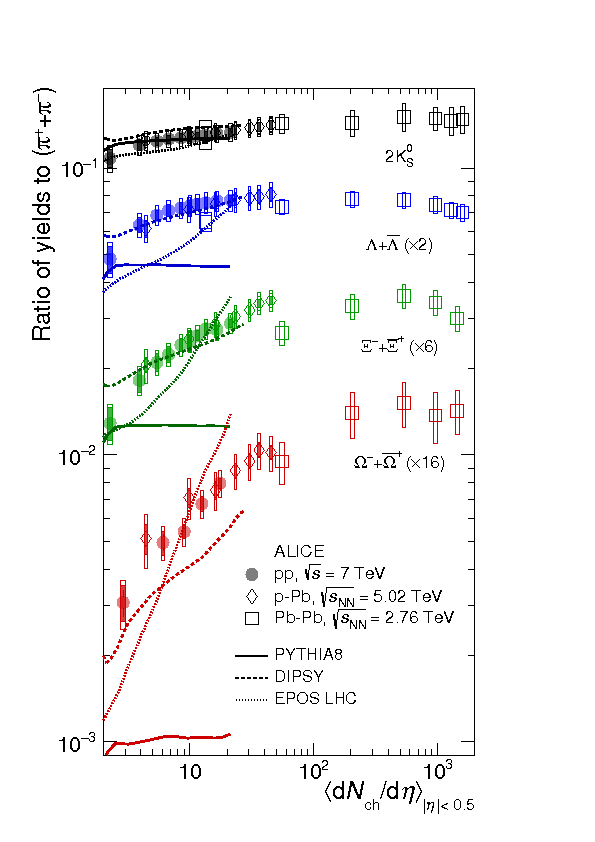 Ratio of yields to (π⁺+π⁻)
10⁻¹
10⁻²
10⁻³
2K⁰_S
Λ+Λ̅ (×2)
Ξ⁻+Ξ̅⁺ (×6)
Ω⁻+Ω̅⁺ (×16)
ALICE
pp, √s = 7 TeV
p-Pb, √s_NN = 5.02 TeV
Pb-Pb, √s_NN = 2.76 TeV
PYTHIA8
DIPSY
EPOS LHC
10 10² 10³
⟨dN_ch/dη⟩_|η|< 0.5